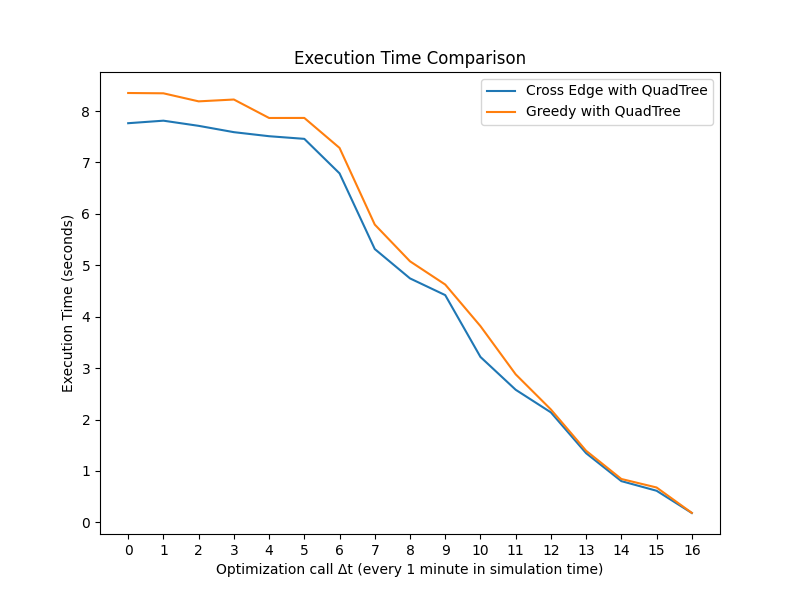 Execution Time Comparison
Cross Edge with QuadTree
Greedy with QuadTree
Execution Time (seconds)
8
7
6
5
4
3
2
1
0
0 1 2 3 4 5 6 7 8 9 10 11 12 13 14 15 16
Optimization call Δt (every 1 minute in simulation time)